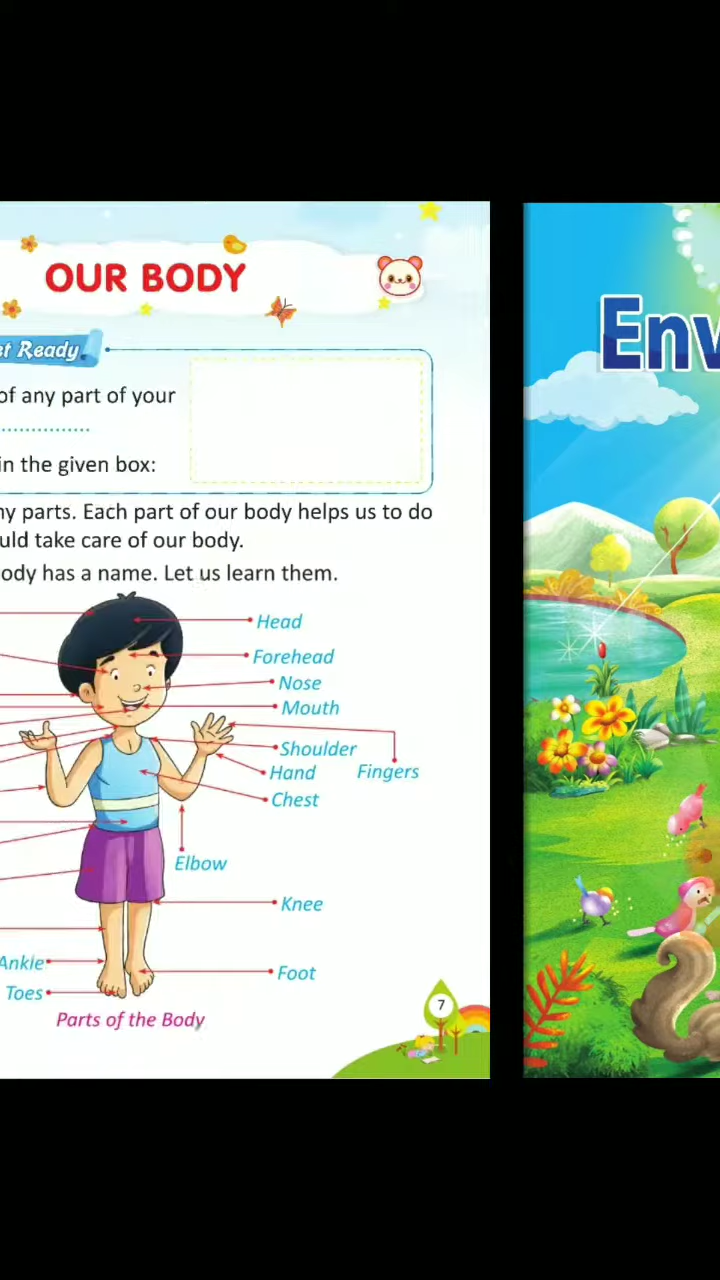 OUR BODY
et Ready
of any part of your
in the given box:
ny parts. Each part of our body helps us to do
uld take care of our body.
ody has a name. Let us learn them.
Head
Forehead
Nose
Mouth
Shoulder
Hand
Fingers
Chest
Elbow
Knee
Ankle
Foot
Toes
Parts of the Body
7
Env